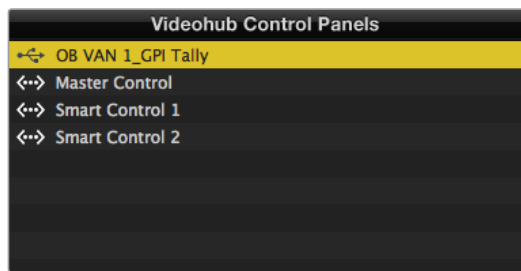 Videohub Control Panels
OB VAN 1_GPI Tally
Master Control
Smart Control 1
Smart Control 2